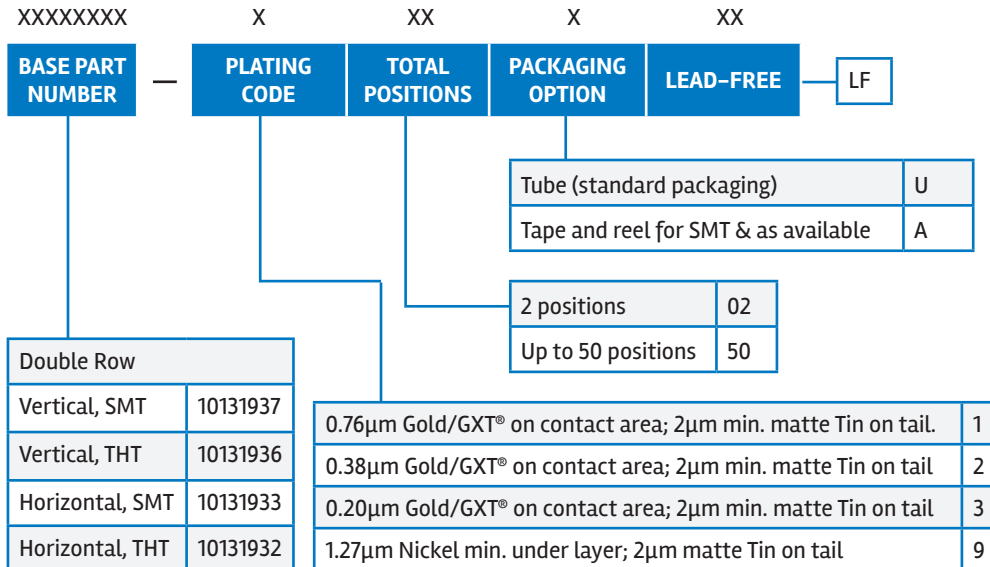 XXXXXXXX X XX X XX
BASE PART NUMBER — PLATING CODE TOTAL POSITIONS PACKAGING OPTION LEAD-FREE LF
Tube (standard packaging) U
Tape and reel for SMT & as available A
2 positions 02
Up to 50 positions 50
Double Row
Vertical, SMT 10131937
Vertical, THT 10131936
Horizontal, SMT 10131933
Horizontal, THT 10131932
0.76µm Gold/GXT® on contact area; 2µm min. matte Tin on tail. 1
0.38µm Gold/GXT® on contact area; 2µm min. matte Tin on tail 2
0.20µm Gold/GXT® on contact area; 2µm min. matte Tin on tail 3
1.27µm Nickel min. under layer; 2µm matte Tin on tail 9